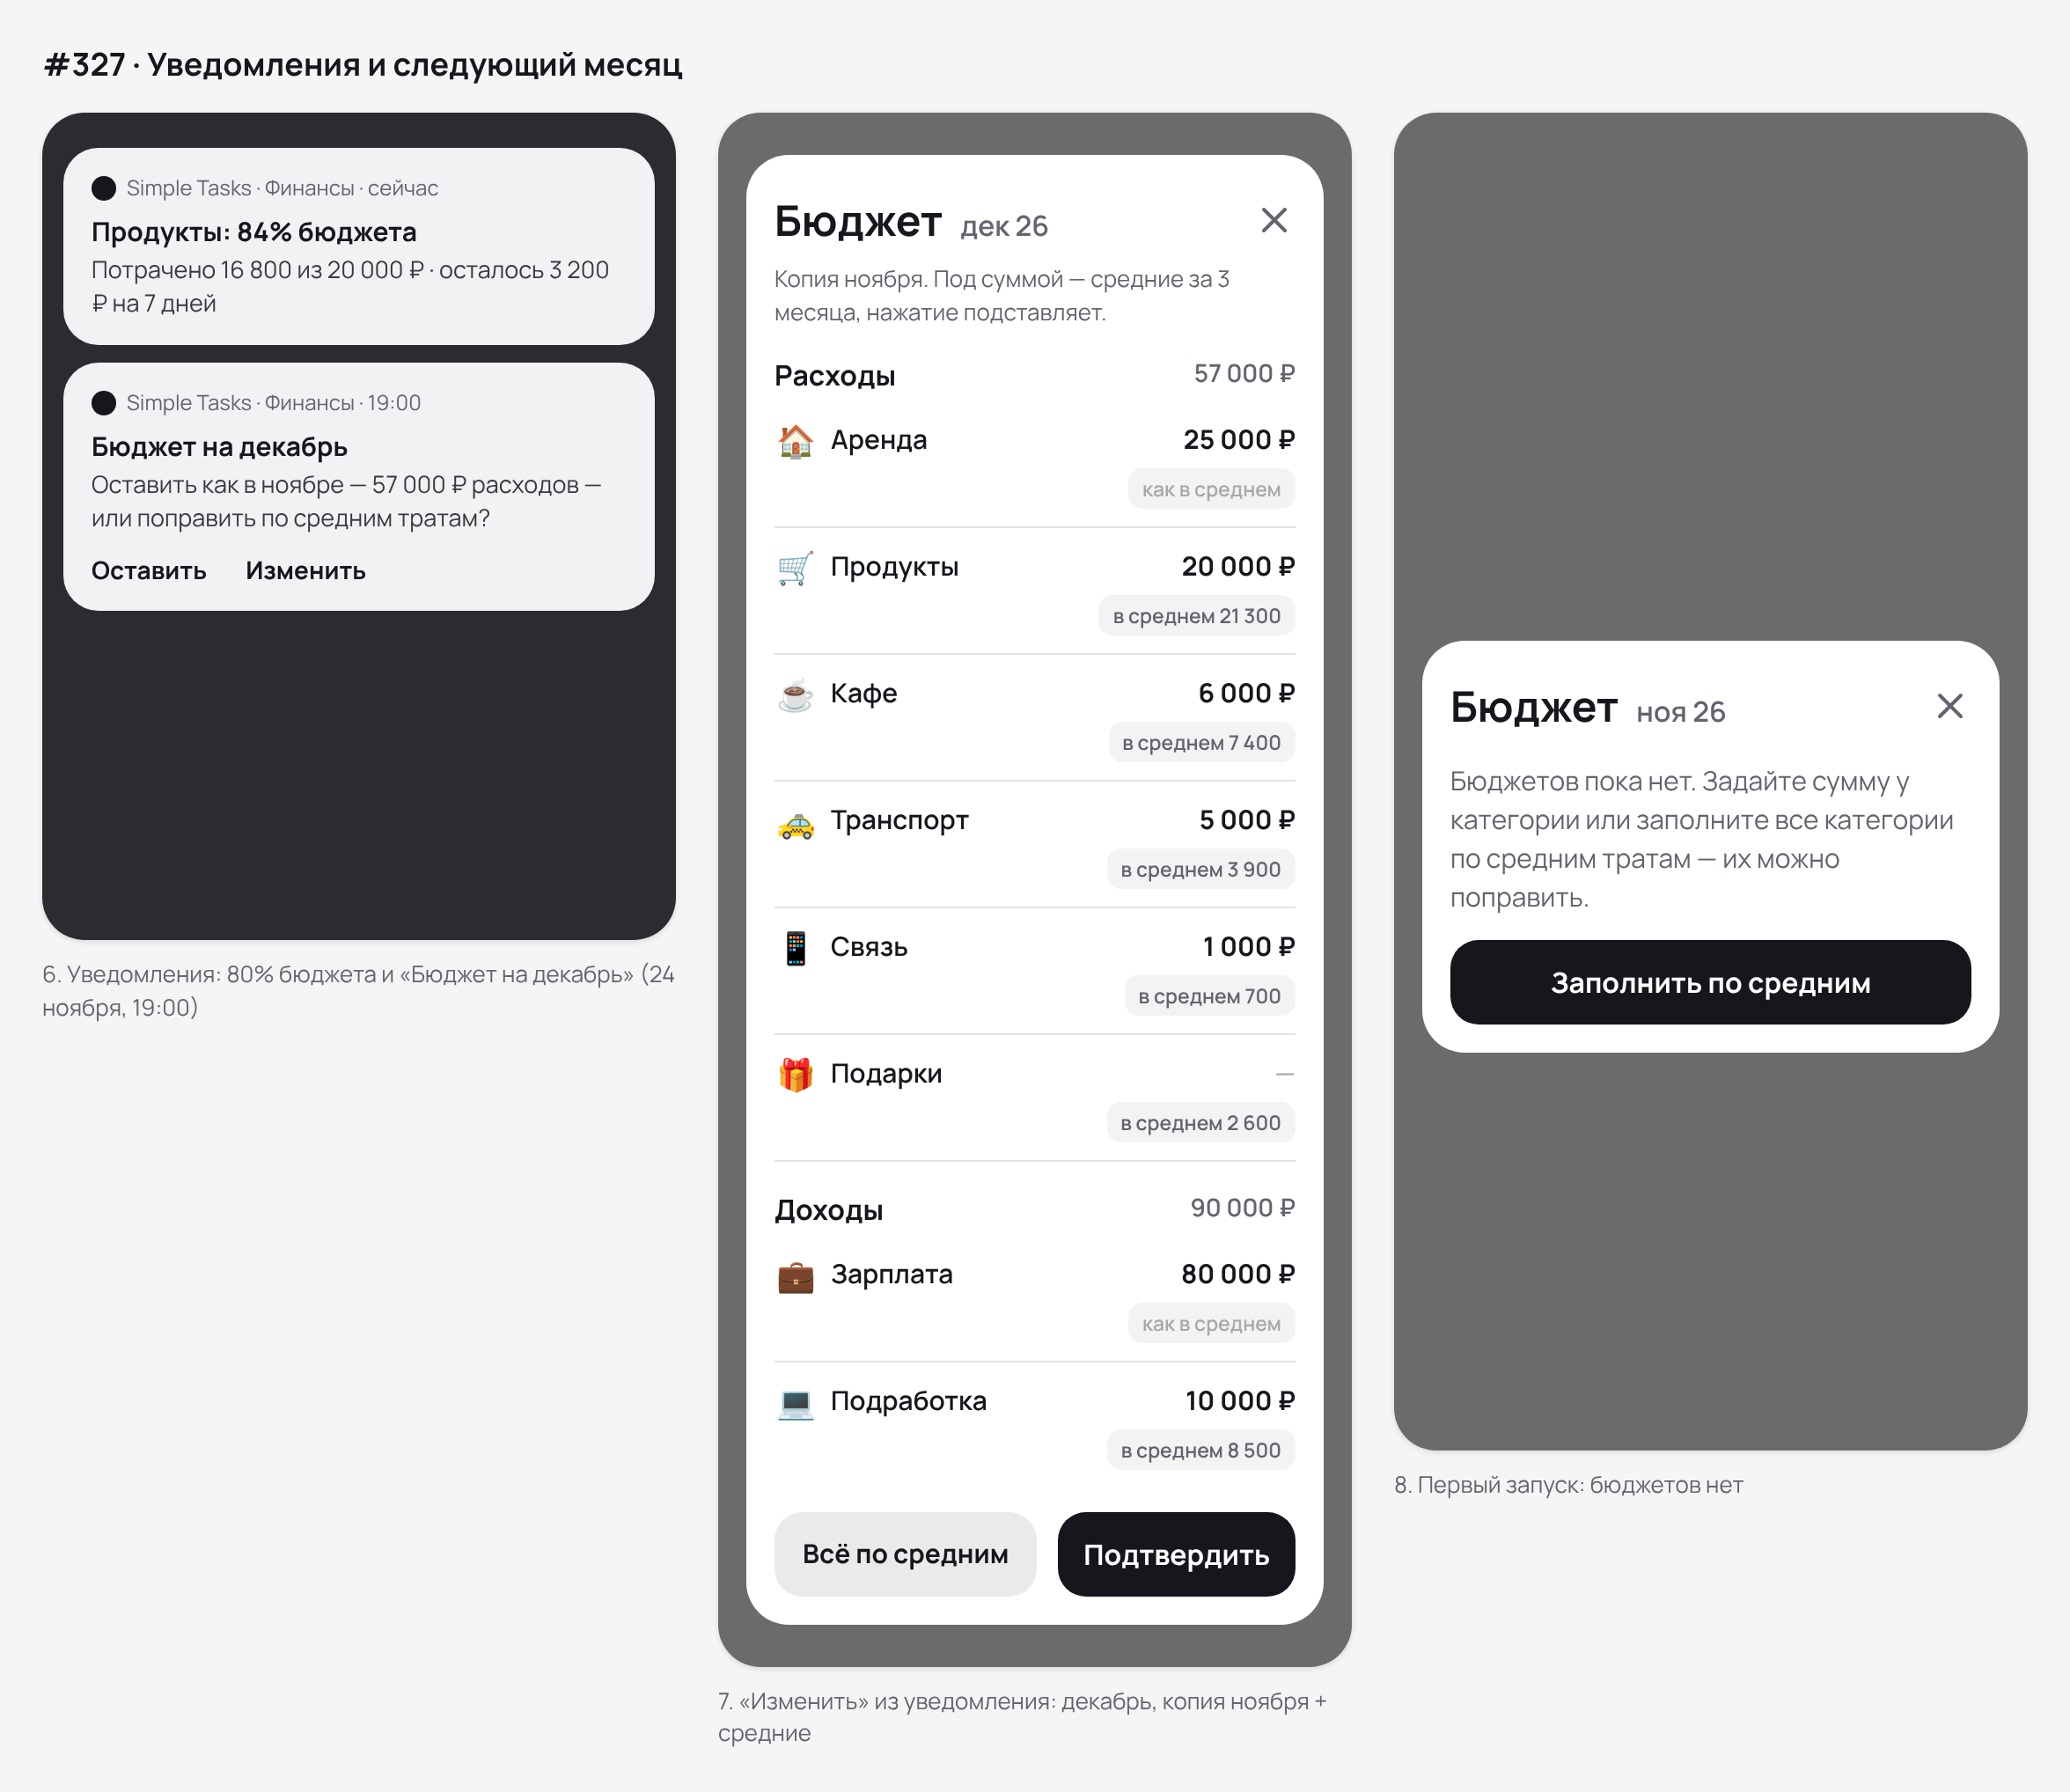 #327 · Уведомления и следующий месяц
Simple Tasks · Финансы · сейчас
Продукты: 84% бюджета
Потрачено 16 800 из 20 000 ₽ · осталось 3 200
₽ на 7 дней
Simple Tasks · Финансы · 19:00
Бюджет на декабрь
Оставить как в ноябре — 57 000 ₽ расходов —
или поправить по средним тратам?
Оставить Изменить
6. Уведомления: 80% бюджета и «Бюджет на декабрь» (24
ноября, 19:00)
Бюджет дек 26
Копия ноября. Под суммой — средние за 3
месяца, нажатие подставляет.
Расходы 57 000 ₽
Аренда 25 000 ₽
как в среднем
Продукты 20 000 ₽
в среднем 21 300
Кафе 6 000 ₽
в среднем 7 400
Транспорт 5 000 ₽
в среднем 3 900
Связь 1 000 ₽
в среднем 700
Подарки —
в среднем 2 600
Доходы 90 000 ₽
Зарплата 80 000 ₽
как в среднем
Подработка 10 000 ₽
в среднем 8 500
Всё по средним Подтвердить
7. «Изменить» из уведомления: декабрь, копия ноября +
средние
Бюджет ноя 26
Бюджетов пока нет. Задайте сумму у
категории или заполните все категории
по средним тратам — их можно
поправить.
Заполнить по средним
8. Первый запуск: бюджетов нет